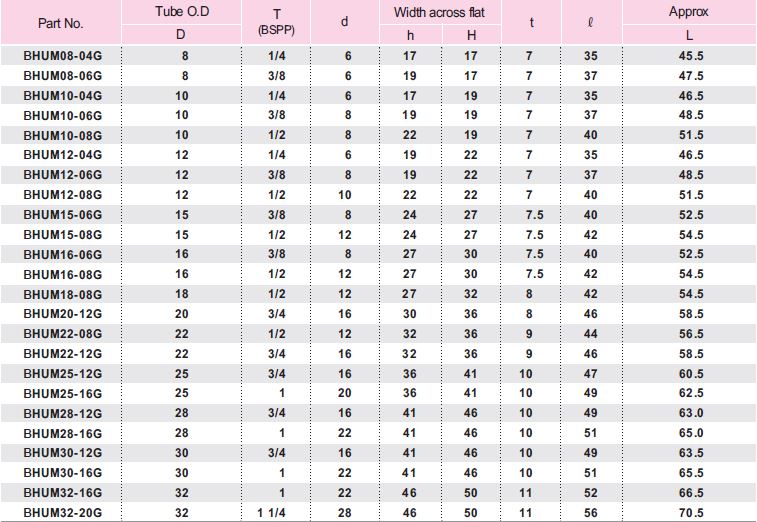 Part No. Tube O.D T (BSPP) d Width across flat t ℓ Approx
D h H L
BHUM08-04G 8 1/4 6 17 17 7 35 45.5
BHUM08-06G 8 3/8 6 19 17 7 37 47.5
BHUM10-04G 10 1/4 6 17 19 7 35 46.5
BHUM10-06G 10 3/8 8 19 19 7 37 48.5
BHUM10-08G 10 1/2 8 22 19 7 40 51.5
BHUM12-04G 12 1/4 6 19 22 7 35 46.5
BHUM12-06G 12 3/8 8 19 22 7 37 48.5
BHUM12-08G 12 1/2 10 22 22 7 40 51.5
BHUM15-06G 15 3/8 8 24 27 7.5 40 52.5
BHUM15-08G 15 1/2 12 24 27 7.5 42 54.5
BHUM16-06G 16 3/8 8 27 30 7.5 40 52.5
BHUM16-08G 16 1/2 12 27 30 7.5 42 54.5
BHUM18-08G 18 1/2 12 27 32 8 42 54.5
BHUM20-12G 20 3/4 16 30 36 8 46 58.5
BHUM22-08G 22 1/2 12 32 36 9 44 56.5
BHUM22-12G 22 3/4 16 32 36 9 46 58.5
BHUM25-12G 25 3/4 16 36 41 10 47 60.5
BHUM25-16G 25 1 20 36 41 10 49 62.5
BHUM28-12G 28 3/4 16 41 46 10 49 63.0
BHUM28-16G 28 1 22 41 46 10 51 65.0
BHUM30-12G 30 3/4 16 41 46 10 49 63.5
BHUM30-16G 30 1 22 41 46 10 51 65.5
BHUM32-16G 32 1 22 46 50 11 52 66.5
BHUM32-20G 32 1 1/4 28 46 50 11 56 70.5